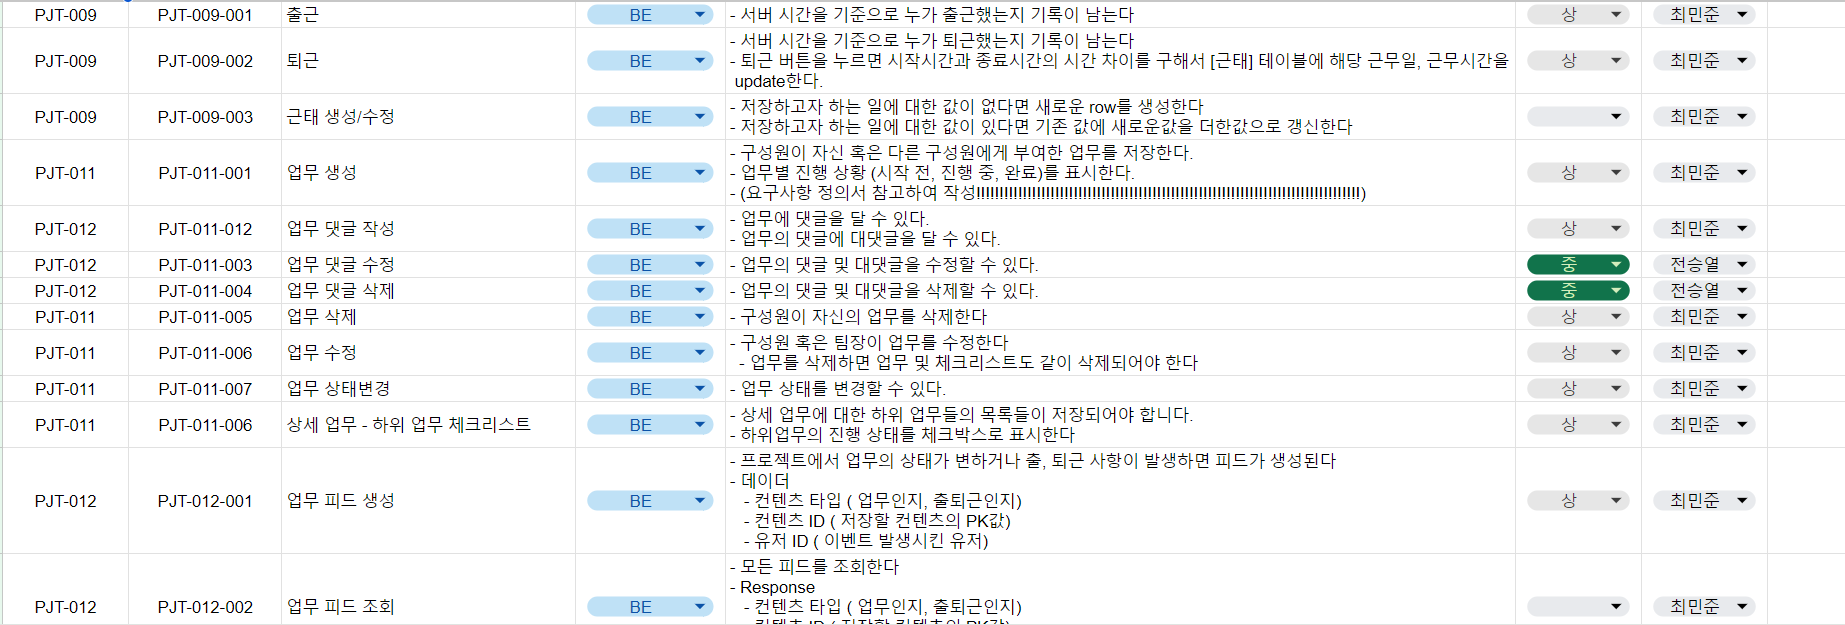 PJT-009 PJT-009-001 출근 BE - 서버 시간을 기준으로 누가 출근했는지 기록이 남는다 상 최민준
PJT-009 PJT-009-002 퇴근 BE - 서버 시간을 기준으로 누가 퇴근했는지 기록이 남는다
- 퇴근 버튼을 누르면 시작시간과 종료시간의 시간 차이를 구해서 [근태] 테이블에 해당 근무일, 근무시간을
update한다. 상 최민준
PJT-009 PJT-009-003 근태 생성/수정 BE - 저장하고자 하는 일에 대한 값이 없다면 새로운 row를 생성한다
- 저장하고자 하는 일에 대한 값이 있다면 기존 값에 새로운값을 더한값으로 갱신한다 최민준
PJT-011 PJT-011-001 업무 생성 BE - 구성원이 자신 혹은 다른 구성원에게 부여한 업무를 저장한다.
- 업무별 진행 상황 (시작 전, 진행 중, 완료)를 표시한다.
- (요구사항 정의서 참고하여 작성!!!!!!!!!!!!!!!!!!!!!!!!!!!!!!!!!!!!!!!!!!!!!!!!!!!!!!!!!!!!!!!!!!!!!!!!!!!!!!!!!!!!) 상 최민준
PJT-012 PJT-011-012 업무 댓글 작성 BE - 업무에 댓글을 달 수 있다.
- 업무의 댓글에 대댓글을 달 수 있다. 상 최민준
PJT-012 PJT-011-003 업무 댓글 수정 BE - 업무의 댓글 및 대댓글을 수정할 수 있다. 중 전승열
PJT-012 PJT-011-004 업무 댓글 삭제 BE - 업무의 댓글 및 대댓글을 삭제할 수 있다. 중 전승열
PJT-011 PJT-011-005 업무 삭제 BE - 구성원이 자신의 업무를 삭제한다 상 최민준
PJT-011 PJT-011-006 업무 수정 BE - 구성원 혹은 팀장이 업무를 수정한다
- 업무를 삭제하면 업무 및 체크리스트도 같이 삭제되어야 한다 상 최민준
PJT-011 PJT-011-007 업무 상태변경 BE - 업무 상태를 변경할 수 있다. 상 최민준
PJT-011 PJT-011-006 상세 업무 - 하위 업무 체크리스트 BE - 상세 업무에 대한 하위 업무들의 목록들이 저장되어야 합니다.
- 하위업무의 진행 상태를 체크박스로 표시한다 상 최민준
PJT-012 PJT-012-001 업무 피드 생성 BE - 프로젝트에서 업무의 상태가 변하거나 출, 퇴근 사항이 발생하면 피드가 생성된다
- 데이더
- 컨텐츠 타입 ( 업무인지, 출퇴근인지)
- 컨텐츠 ID ( 저장할 컨텐츠의 PK값)
- 유저 ID ( 이벤트 발생시킨 유저) 상 최민준
PJT-012 PJT-012-002 업무 피드 조회 BE - 모든 피드를 조회한다
- Response
- 컨텐츠 타입 ( 업무인지, 출퇴근인지)
- 컨텐츠 ID ( 저장할 컨텐츠의 PK값) 최민준